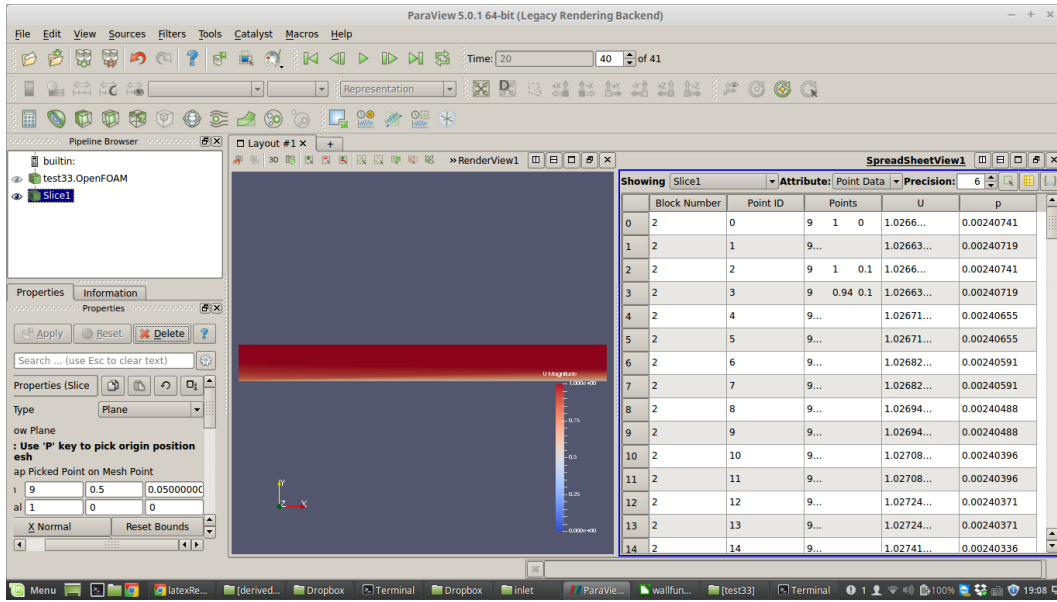 ParaView 5.0.1 64-bit (Legacy Rendering Backend)
File Edit View Sources Filters Tools Catalyst Macros Help
Time: 20 40 of 41
Representation
Pipeline Browser
Layout #1 × +
builtin:
test33.OpenFOAM
Slice1
3D »RenderView1
SpreadSheetView1
Showing Slice1 Attribute: Point Data Precision: 6
Block Number Point ID Points U p
0 2 0 9 1 0 1.0266... 0.00240741
1 2 1 9... 1.02663... 0.00240719
2 2 2 9 1 0.1 1.0266... 0.00240741
3 2 3 9 0.94 0.1 1.02663... 0.00240719
4 2 4 9... 1.02671... 0.00240655
5 2 5 9... 1.02671... 0.00240655
6 2 6 9... 1.02682... 0.00240591
7 2 7 9... 1.02682... 0.00240591
8 2 8 9... 1.02694... 0.00240488
9 2 9 9... 1.02694... 0.00240488
10 2 10 9... 1.02708... 0.00240396
11 2 11 9... 1.02708... 0.00240396
12 2 12 9... 1.02724... 0.00240371
13 2 13 9... 1.02724... 0.00240371
14 2 14 9... 1.02741... 0.00240336
Properties Information
Properties
Apply Reset Delete ?
Search ... (use Esc to clear text)
Properties (Slice
Type Plane
ow Plane
: Use 'P' key to pick origin position
esh
ap Picked Point on Mesh Point
9 0.5 0.05000000
al 1 0 0
X Normal Reset Bounds
U Magnitude
1.000e+00
0.75
0.5
0.25
0.000e+00
Y
Z X
Menu latexRe... [derived... Dropbox Terminal Dropbox inlet ParaVie... wallfun... [test33] Terminal 1 100% 19:08